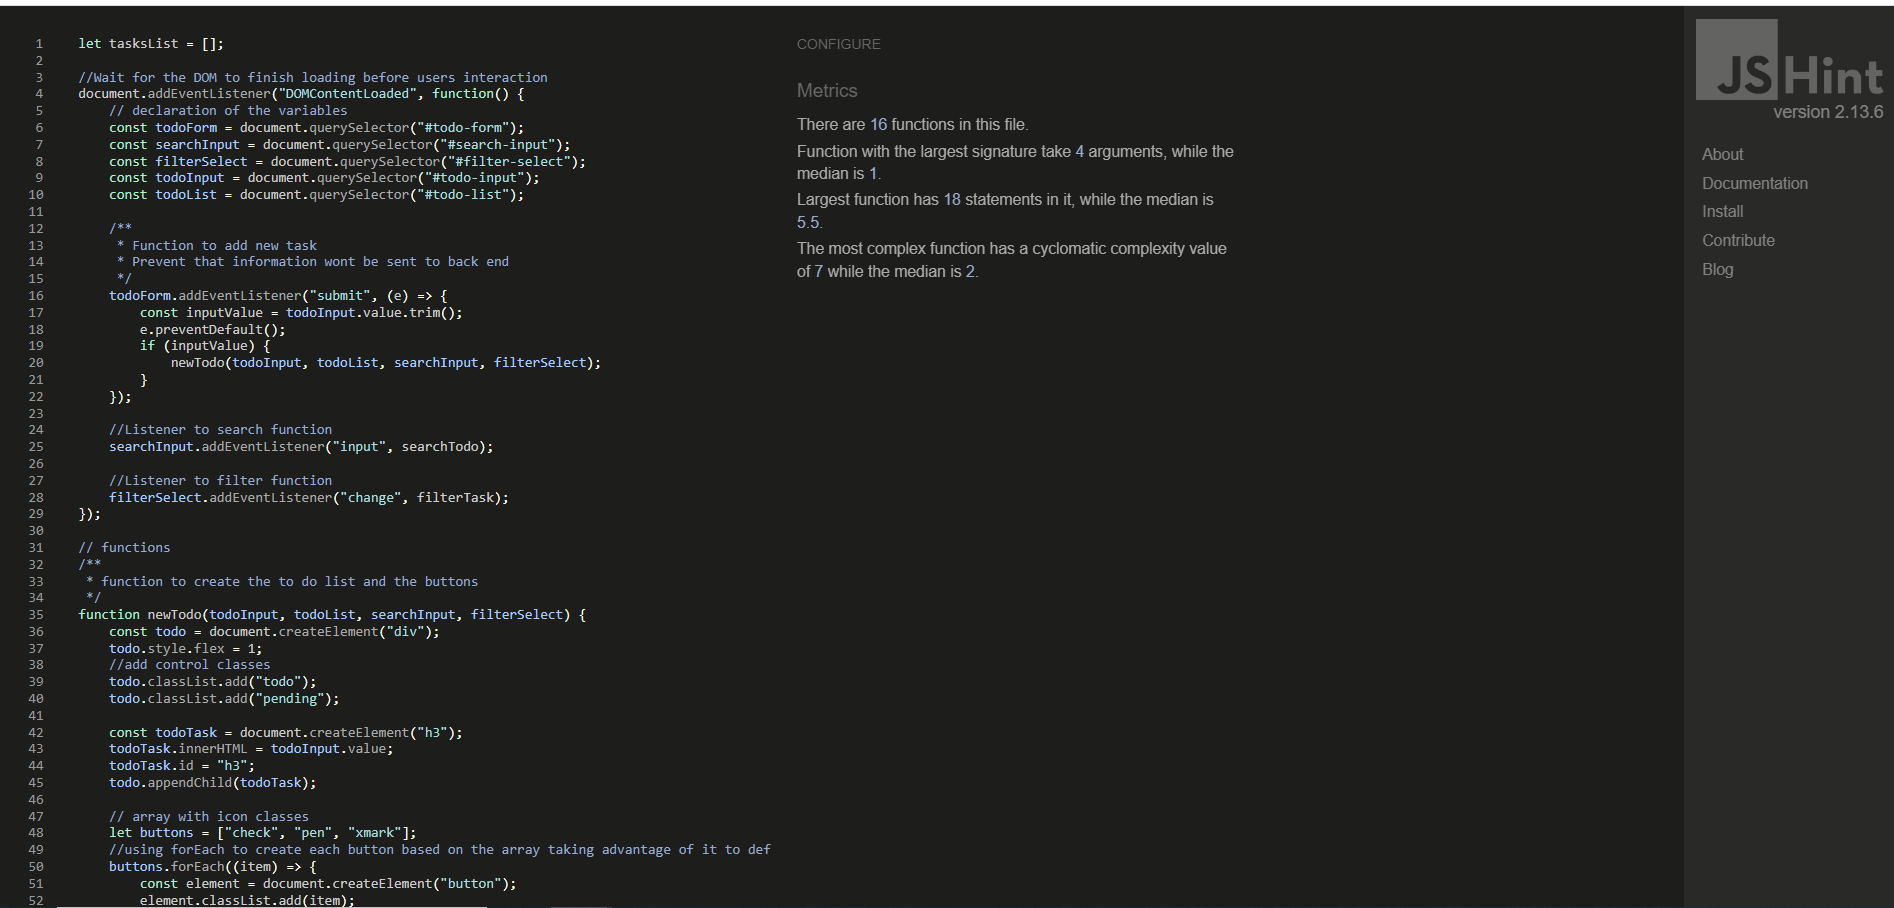 1 let tasksList = [];
2
3 //Wait for the DOM to finish loading before users interaction
4 document.addEventListener("DOMContentLoaded", function() {
5 // declaration of the variables
6 const todoForm = document.querySelector("#todo-form");
7 const searchInput = document.querySelector("#search-input");
8 const filterSelect = document.querySelector("#filter-select");
9 const todoInput = document.querySelector("#todo-input");
10 const todoList = document.querySelector("#todo-list");
11
12 /**
13 * Function to add new task
14 * Prevent that information wont be sent to back end
15 */
16 todoForm.addEventListener("submit", (e) => {
17 const inputValue = todoInput.value.trim();
18 e.preventDefault();
19 if (inputValue) {
20 newTodo(todoInput, todoList, searchInput, filterSelect);
21 }
22 });
23
24 //Listener to search function
25 searchInput.addEventListener("input", searchTodo);
26
27 //Listener to filter function
28 filterSelect.addEventListener("change", filterTask);
29 });
30
31 // functions
32 /**
33 * function to create the to do list and the buttons
34 */
35 function newTodo(todoInput, todoList, searchInput, filterSelect) {
36 const todo = document.createElement("div");
37 todo.style.flex = 1;
38 //add control classes
39 todo.classList.add("todo");
40 todo.classList.add("pending");
41
42 const todoTask = document.createElement("h3");
43 todoTask.innerHTML = todoInput.value;
44 todoTask.id = "h3";
45 todo.appendChild(todoTask);
46
47 // array with icon classes
48 let buttons = ["check", "pen", "xmark"];
49 //using forEach to create each button based on the array taking advantage of it to def
50 buttons.forEach((item) => {
51 const element = document.createElement("button");
52 element.classList.add(item);
CONFIGURE
Metrics
There are 16 functions in this file.
Function with the largest signature take 4 arguments, while the
median is 1.
Largest function has 18 statements in it, while the median is
5.5.
The most complex function has a cyclomatic complexity value
of 7 while the median is 2.
JSHint
version 2.13.6
About
Documentation
Install
Contribute
Blog